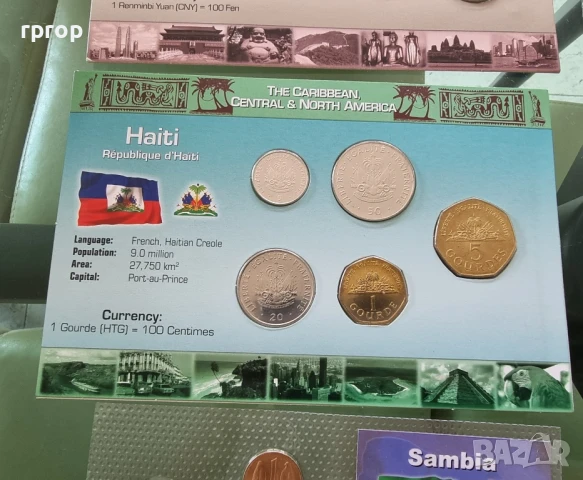 rprop
1 Renminbi Yuan (CNY) = 100 Fen
THE CARIBBEAN,
CENTRAL & NORTH AMERICA
Haiti
République d'Haïti
Language: French, Haitian Creole
Population: 9.0 million
Area: 27,750 km²
Capital: Port-au-Prince
Currency:
1 Gourde (HTG) = 100 Centimes
50
5
GOURDES
20
1
GOURDE
Sambia
bazar.bg